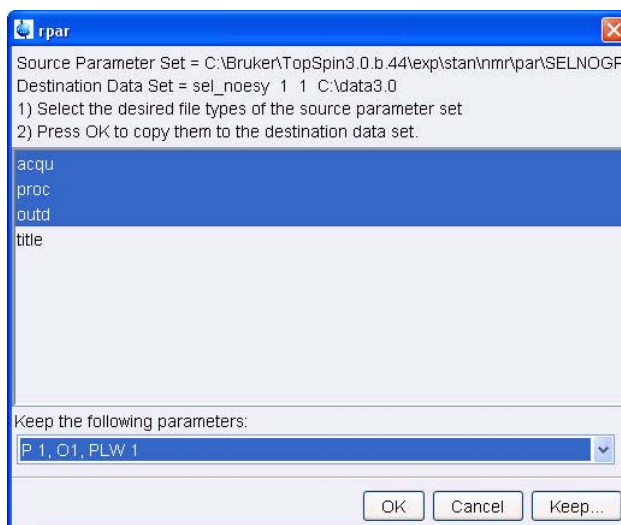 rpar
Source Parameter Set = C:\Bruker\TopSpin3.0.b.44\exp\stan\nmr\par\SELNOGP
Destination Data Set = sel_noesy 1 1 C:\data3.0
1) Select the desired file types of the source parameter set
2) Press OK to copy them to the destination data set.
acqu
proc
outd
title
Keep the following parameters:
P 1, O1, PLW 1
OK Cancel Keep...